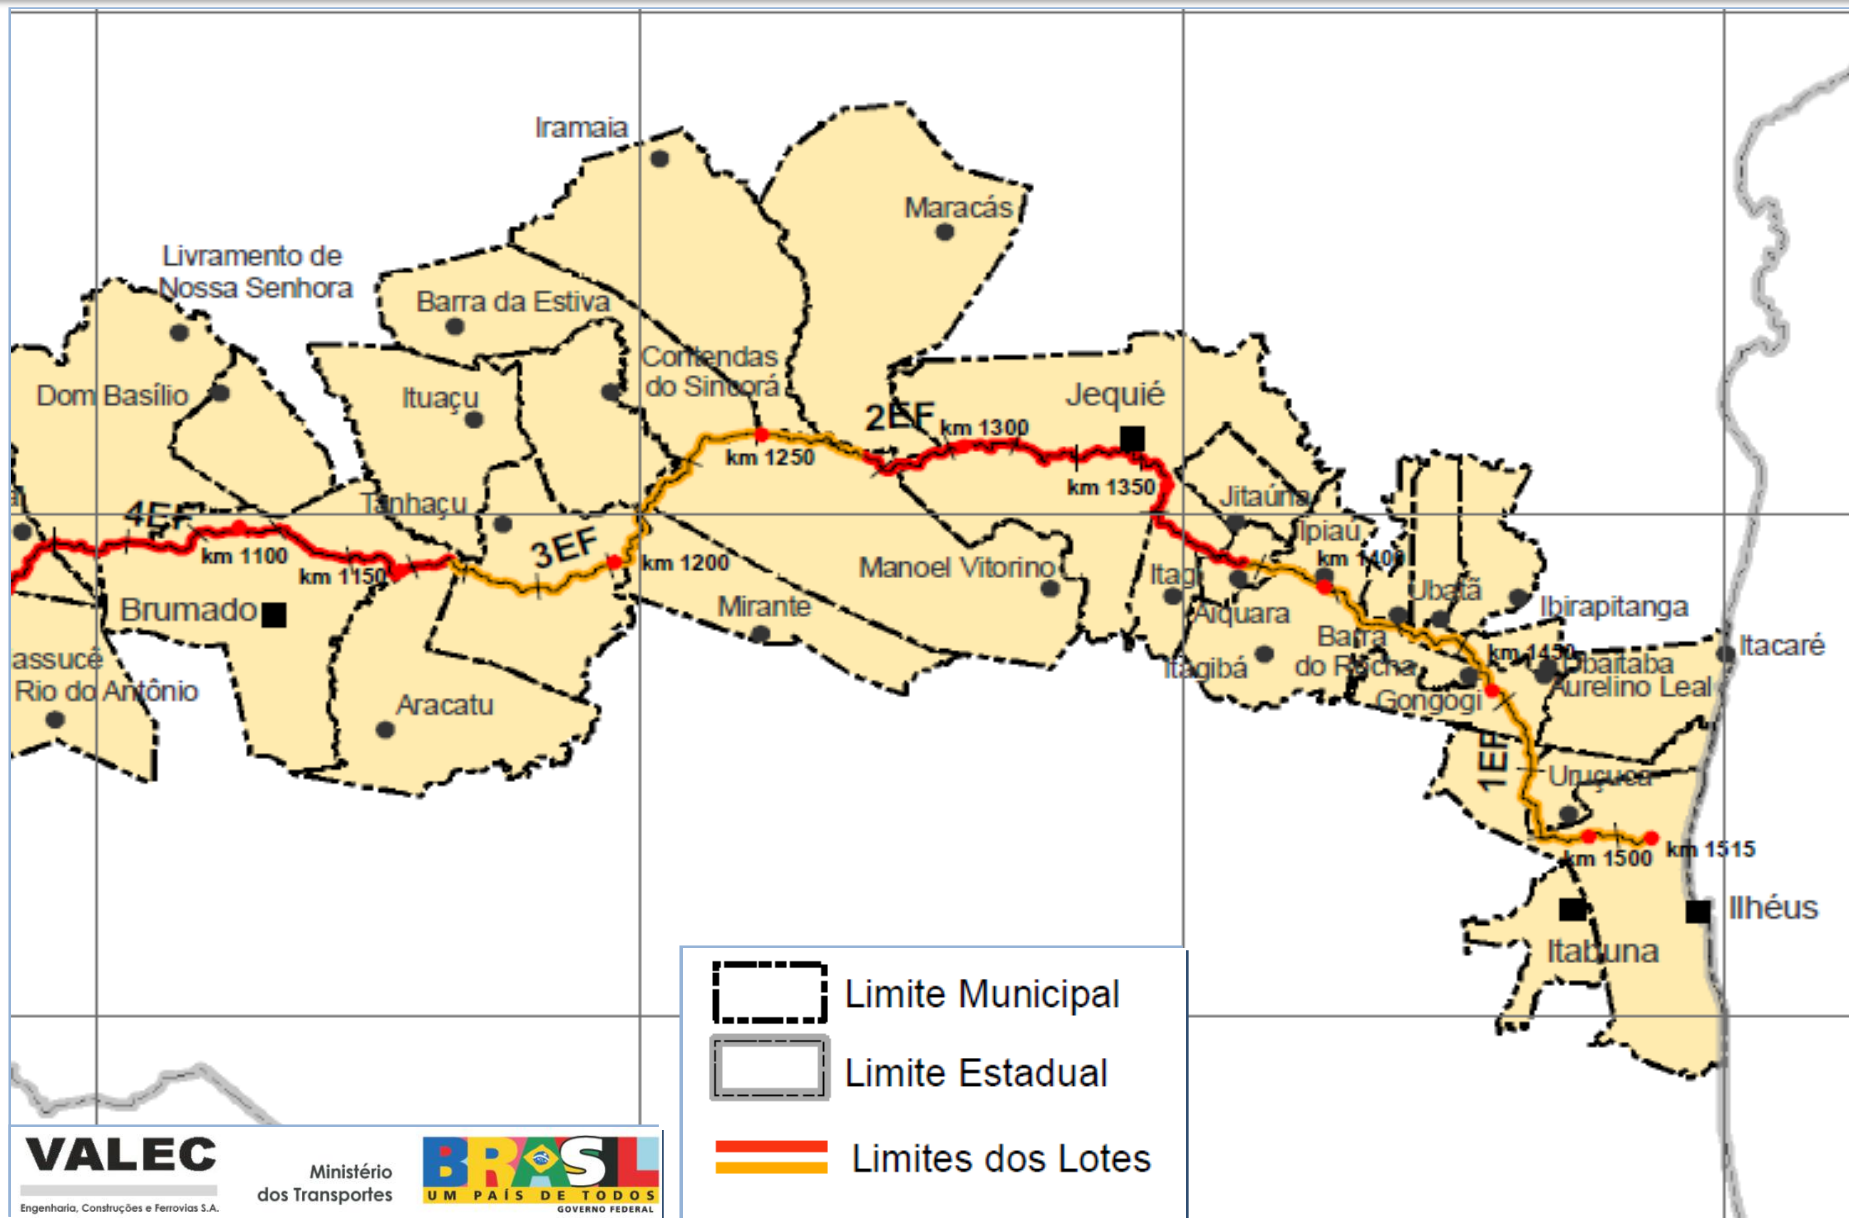 Iramaia
Maracás
Livramento de
Nossa Senhora
Barra da Estiva
Contendas
do Sincorá
Dom Basílio
Ituaçu
Jequié
2EF
km 1300
km 1250
km 1350
Jitaúna
Tanhaçu
4EF
3EF
Ipiaú
km 1400
km 1100
km 1150
km 1200
Manoel Vitorino
Itagi
Ubatã
Ibirapitanga
Brumado
Mirante
Aiquara
Barra
do Rocha
km 1450
Itacaré
assucê
Itagibá
Ubaitaba
Rio do Antônio
Aracatu
Gongogi
Aurelino Leal
1EF
Uruçuca
km 1500
km 1515
Ilhéus
Itabuna
Limite Municipal
Limite Estadual
Limites dos Lotes
VALEC
Engenharia, Construções e Ferrovias S.A.
Ministério
dos Transportes
BRASIL
UM PAÍS DE TODOS
GOVERNO FEDERAL